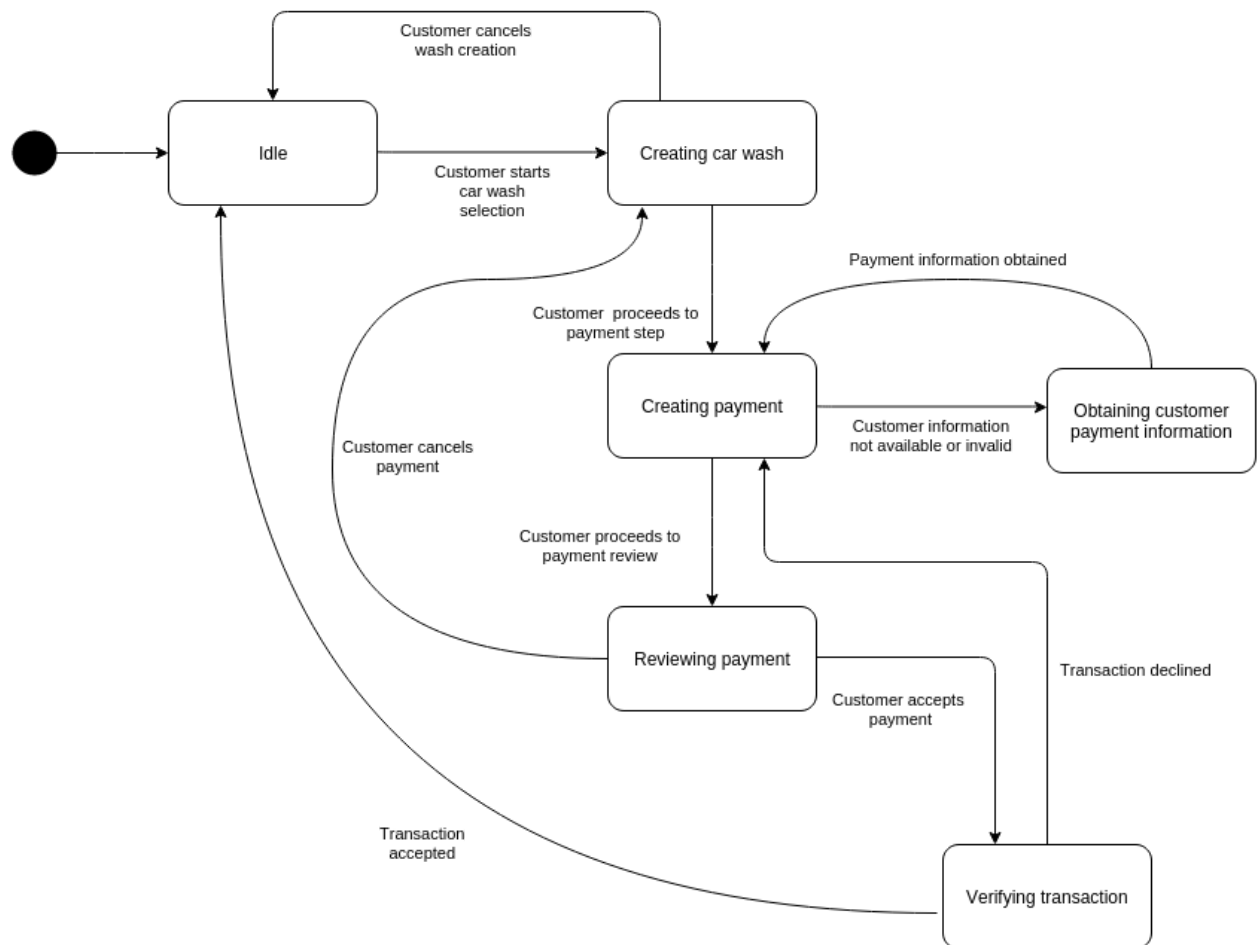 Customer cancels
wash creation
Idle
Creating car wash
Customer starts
car wash
selection
Payment information obtained
Customer  proceeds to
payment step
Creating payment
Customer information
not available or invalid
Obtaining customer
payment information
Customer cancels
payment
Customer proceeds to
payment review
Reviewing payment
Customer accepts
payment
Transaction declined
Transaction
accepted
Verifying transaction